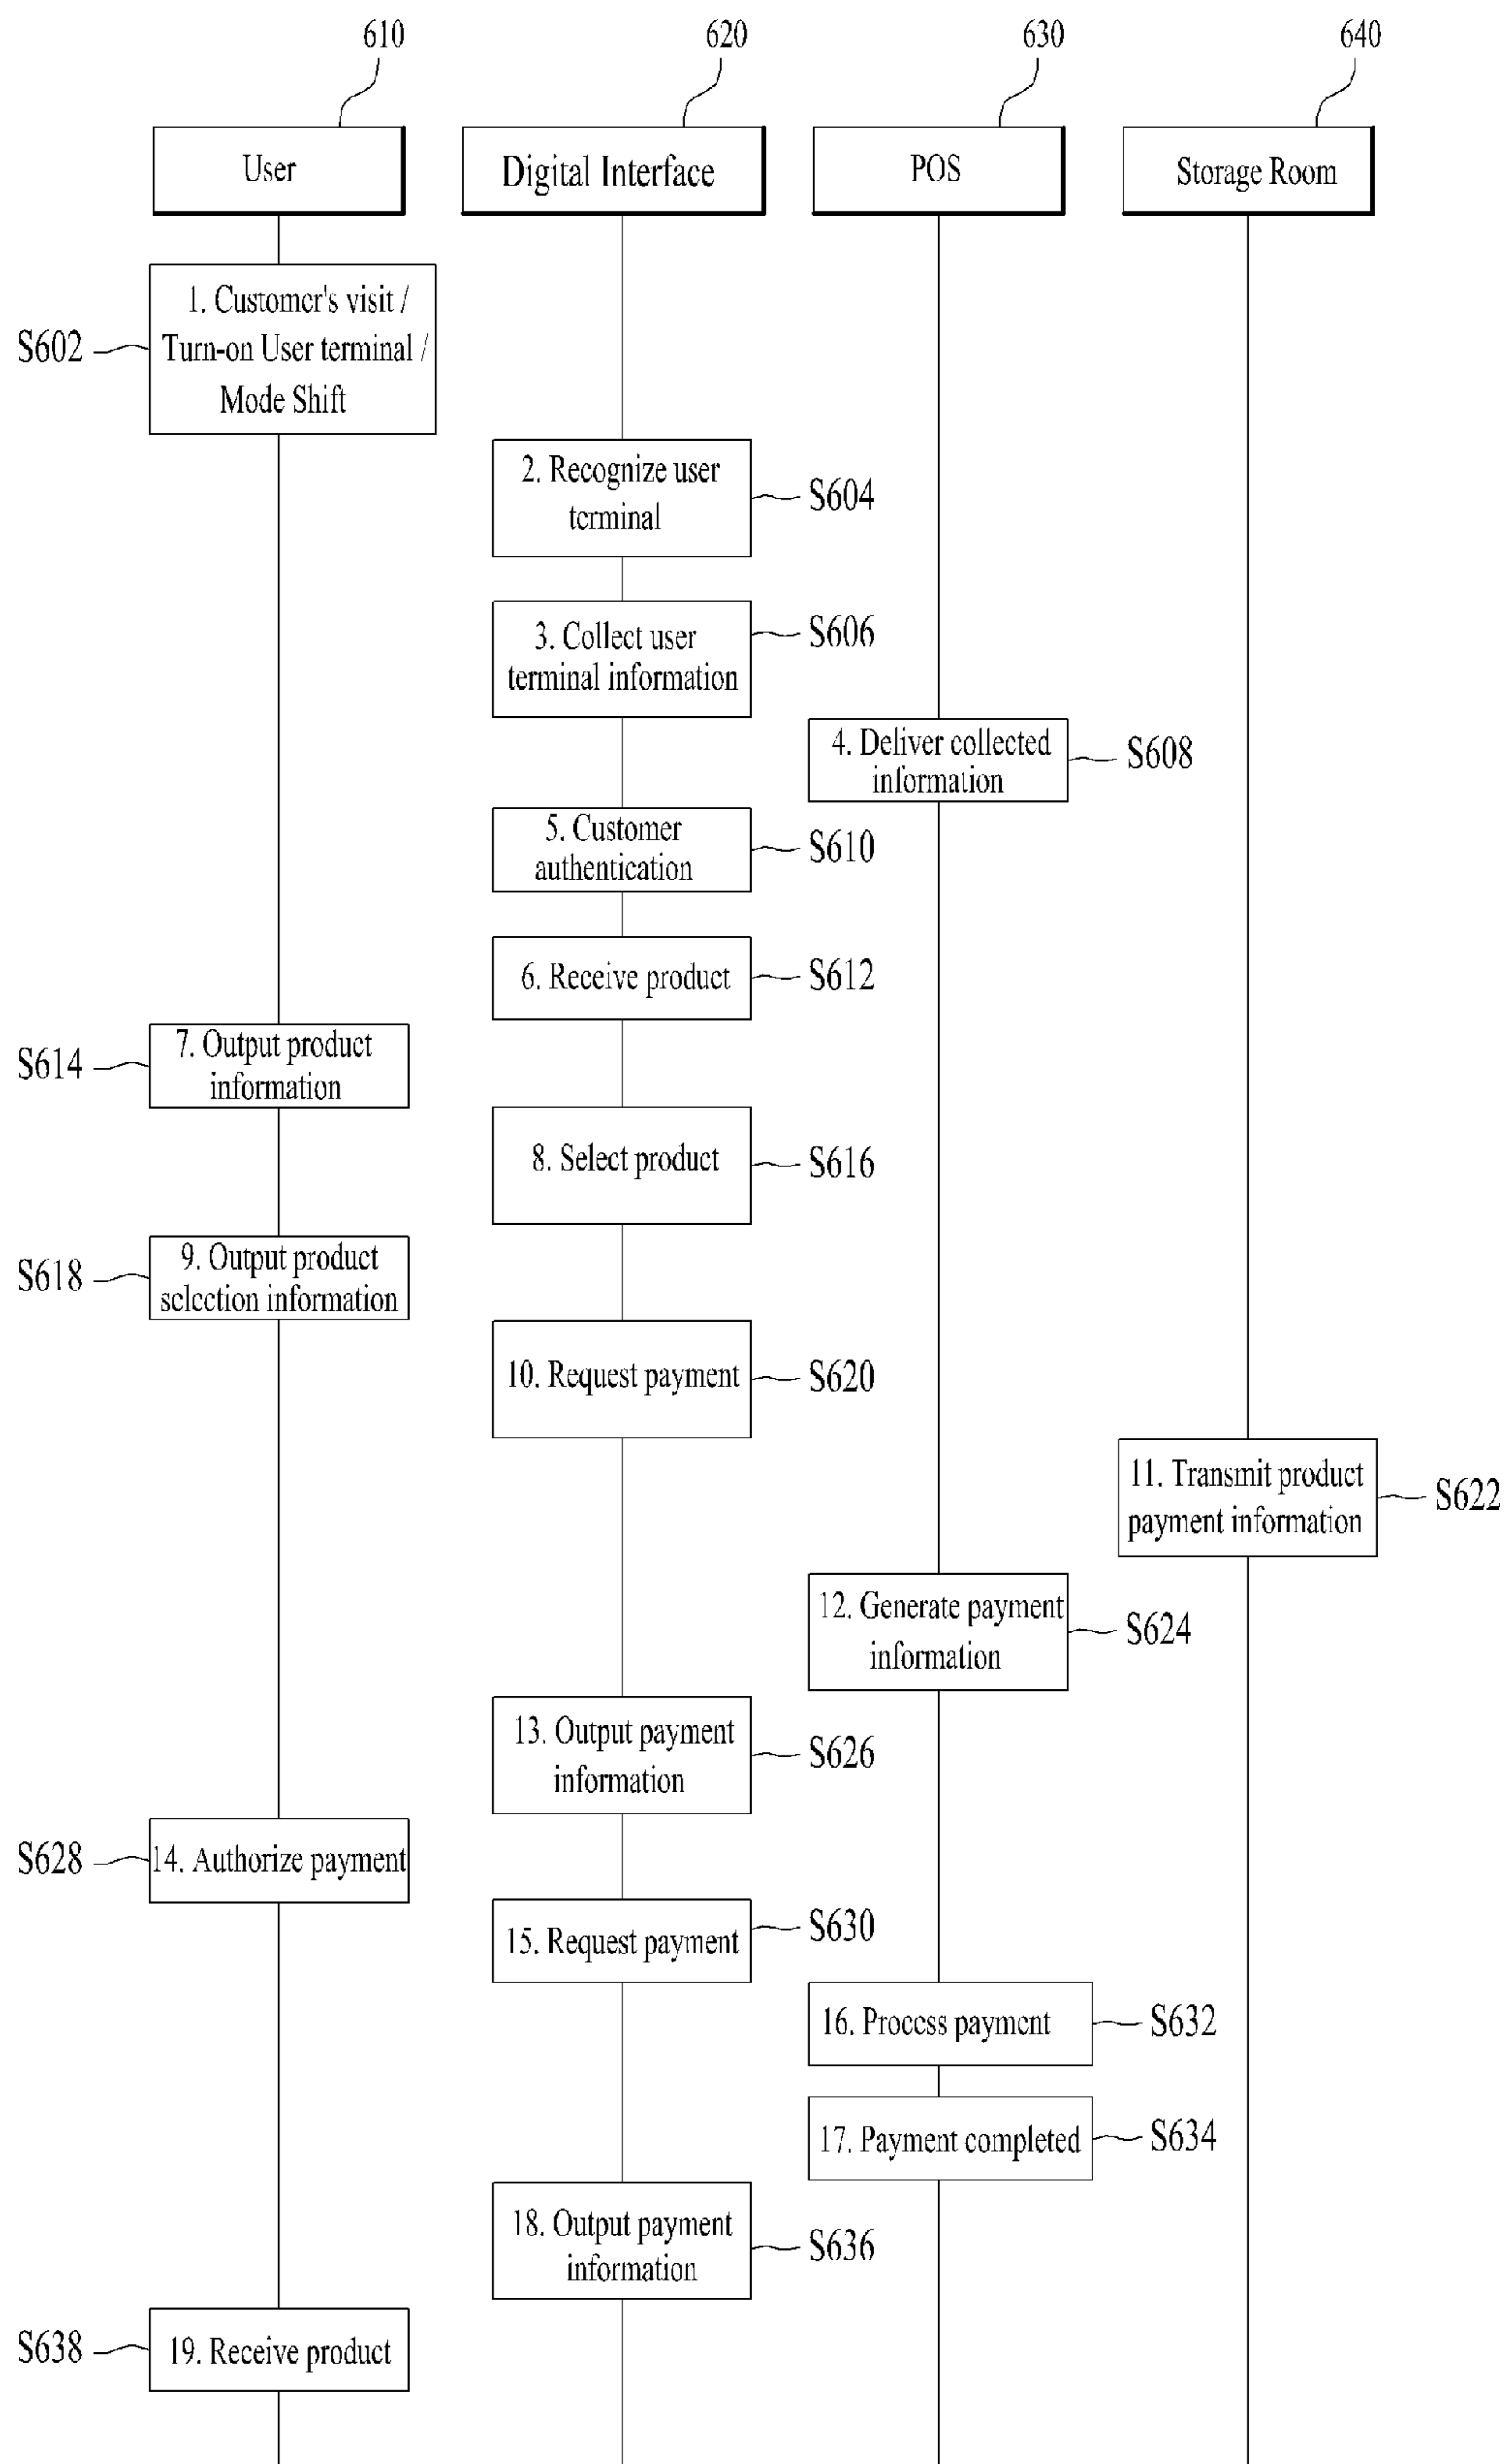 610
620
630
640
User
Digital Interface
POS
Storage Room
1. Customer's visit /
Turn-on User terminal /
Mode Shift
S602
2. Recognize user
terminal
S604
3. Collect user
terminal information
S606
4. Deliver collected
information
S608
5. Customer
authentication
S610
6. Receive product
S612
7. Output product
information
S614
8. Select product
S616
9. Output product
selection information
S618
10. Request payment
S620
11. Transmit product
payment information
S622
12. Generate payment
information
S624
13. Output payment
information
S626
14. Authorize payment
S628
15. Request payment
S630
16. Process payment
S632
17. Payment completed
S634
18. Output payment
information
S636
19. Receive product
S638